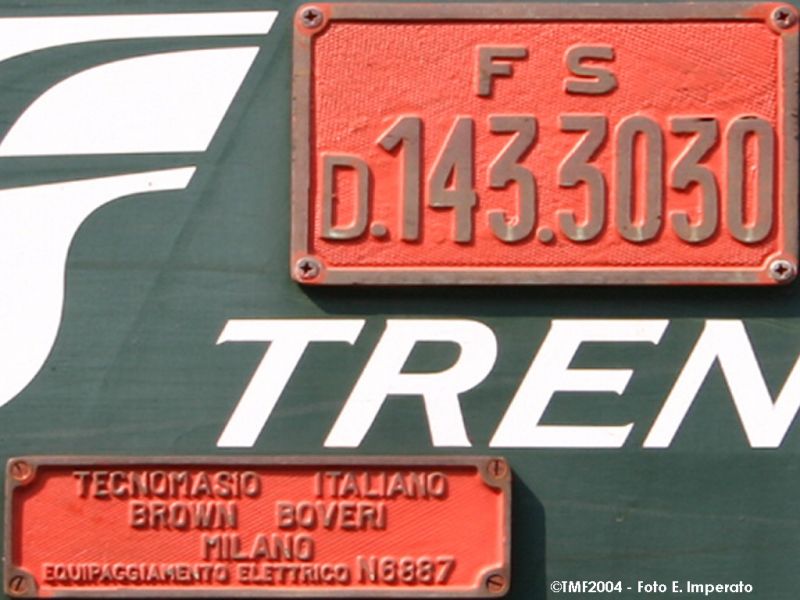 F S
D.143.3030
TREN
TECNOMASIO ITALIANO
BROWN BOVERI
MILANO
EQUIPAGGIAMENTO ELETTRICO N6887
©TMF2004 - Foto E. Imperato